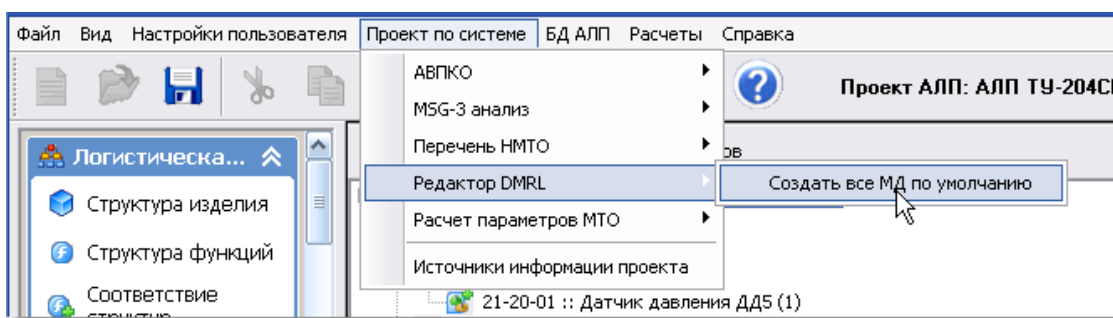 Файл Вид Настройки пользователя Проект по системе БД АЛП Расчеты Справка
Проект АЛП: АЛП ТУ-204С
АВПКО
MSG-3 анализ
Перечень НМТО
Редактор DMRL
Создать все МД по умолчанию
Расчет параметров МТО
Источники информации проекта
Логистическа...
Структура изделия
Структура функций
Соответствие
структур
ов
21-20-01 :: Датчик давления ДД5 (1)